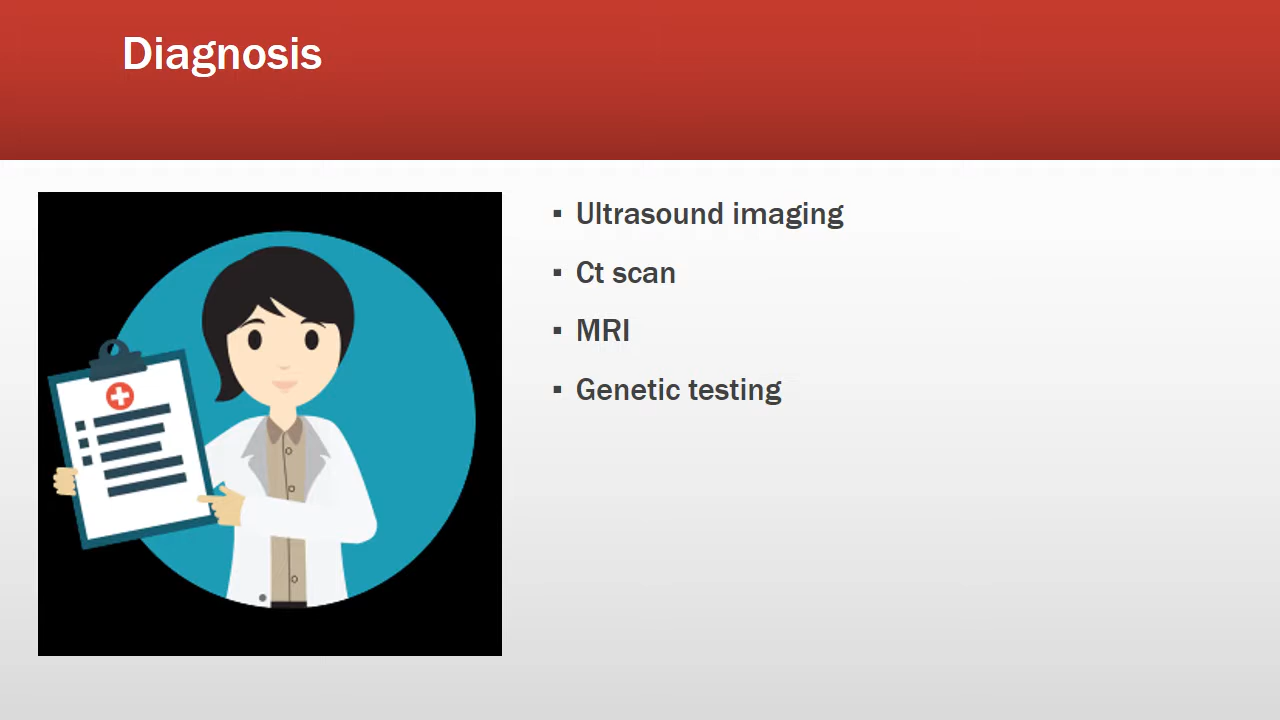 Diagnosis
▪ Ultrasound imaging
▪ Ct scan
▪ MRI
▪ Genetic testing